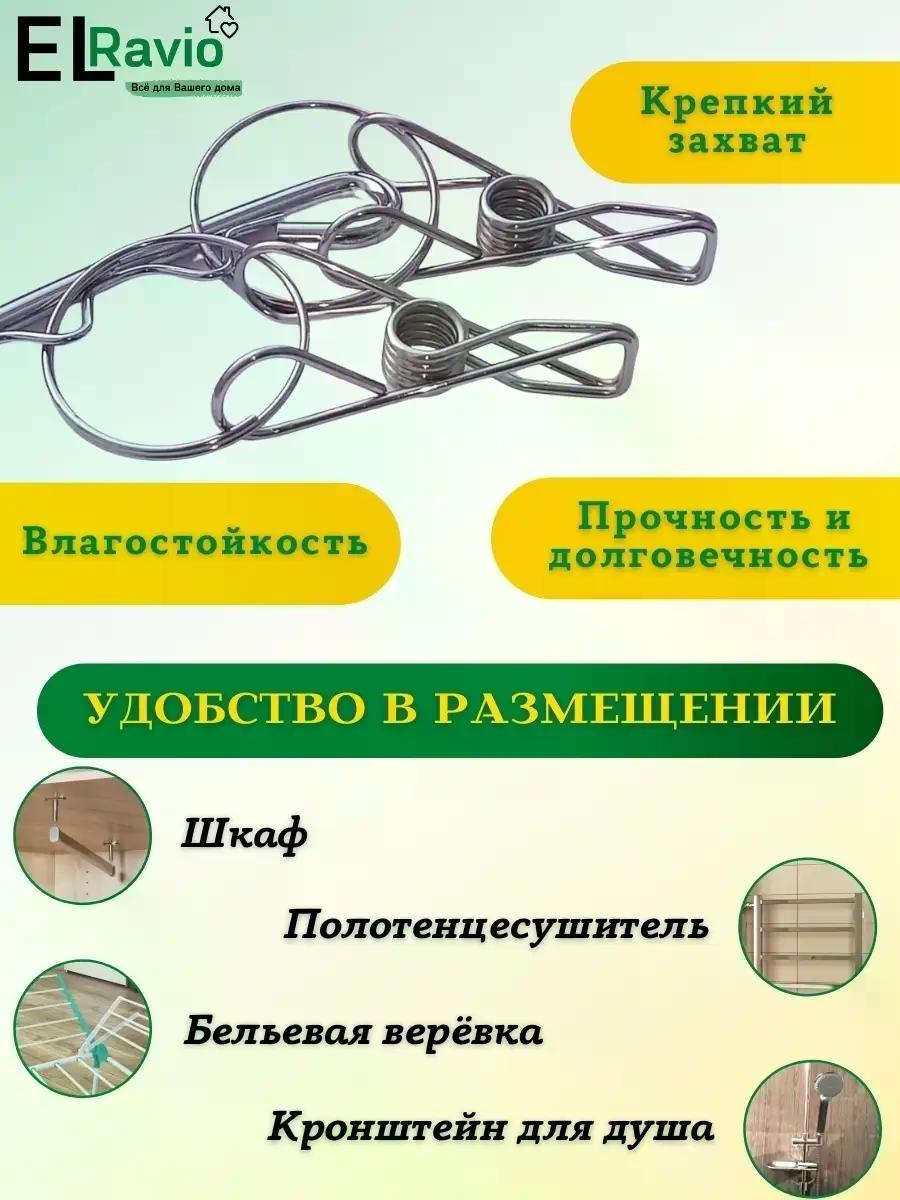 ELRavio
Всё для Вашего дома
Крепкий
захват
Влагостойкость
Прочность и
долговечность
УДОБСТВО В РАЗМЕЩЕНИИ
Шкаф
Полотенцесушитель
Бельевая верёвка
Кронштейн для душа